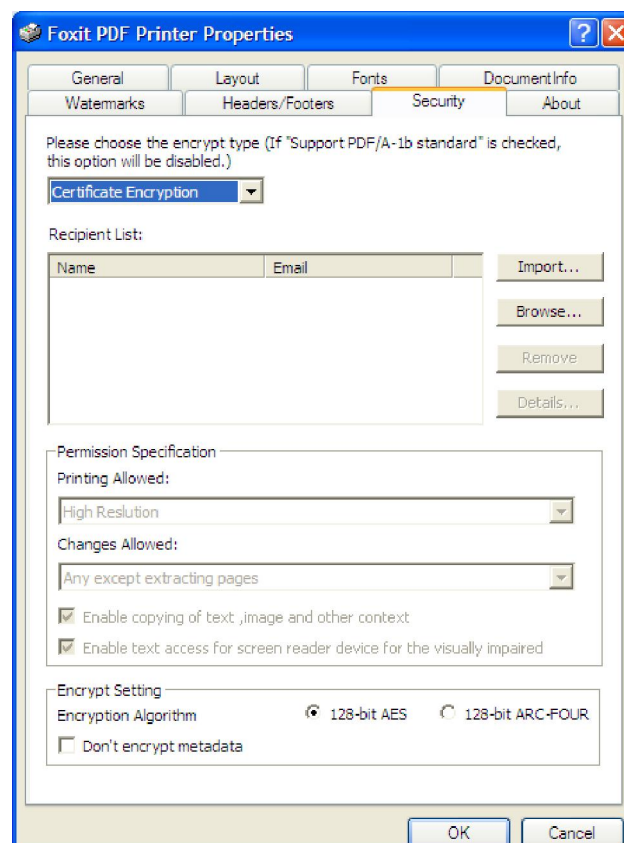 Foxit PDF Printer Properties
General Layout Fonts Document Info
Watermarks Headers/Footers Security About
Please choose the encrypt type (If "Support PDF/A-1b standard" is checked,
this option will be disabled.)
Certificate Encryption
Recipient List:
Name Email
Import...
Browse...
Remove
Details...
Permission Specification
Printing Allowed:
High Reslution
Changes Allowed:
Any except extracting pages
Enable copying of text ,image and other context
Enable text access for screen reader device for the visually impaired
Encrypt Setting
Encryption Algorithm 128-bit AES 128-bit ARC-FOUR
Don't encrypt metadata
OK Cancel